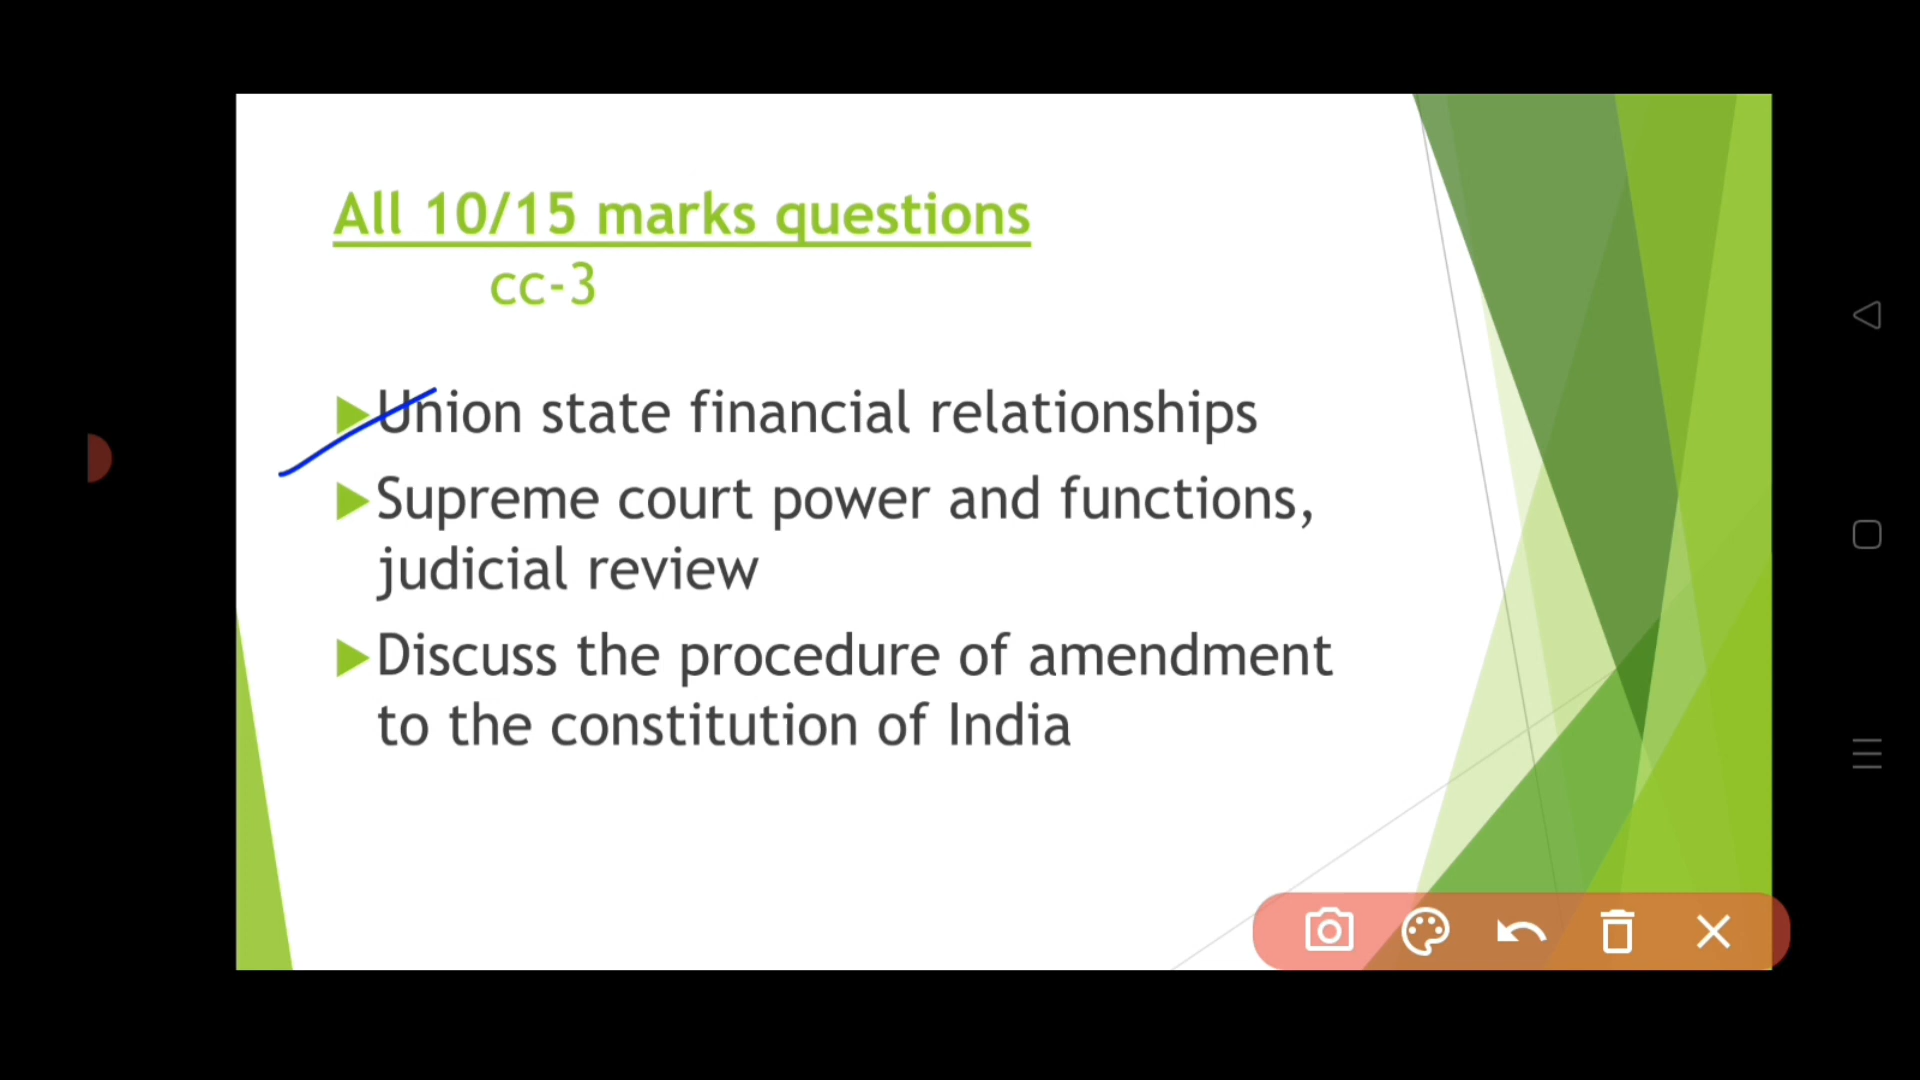 All 10/15 marks questions
cc-3
Union state financial relationships
Supreme court power and functions,
judicial review
Discuss the procedure of amendment
to the constitution of India